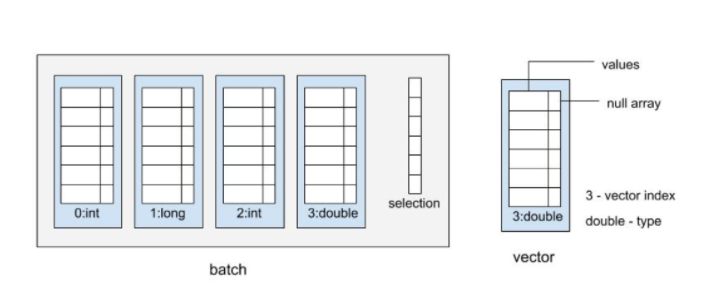 0:int
1:long
2:int
3:double
selection
batch
values
null array
3:double
3 - vector index
double - type
vector